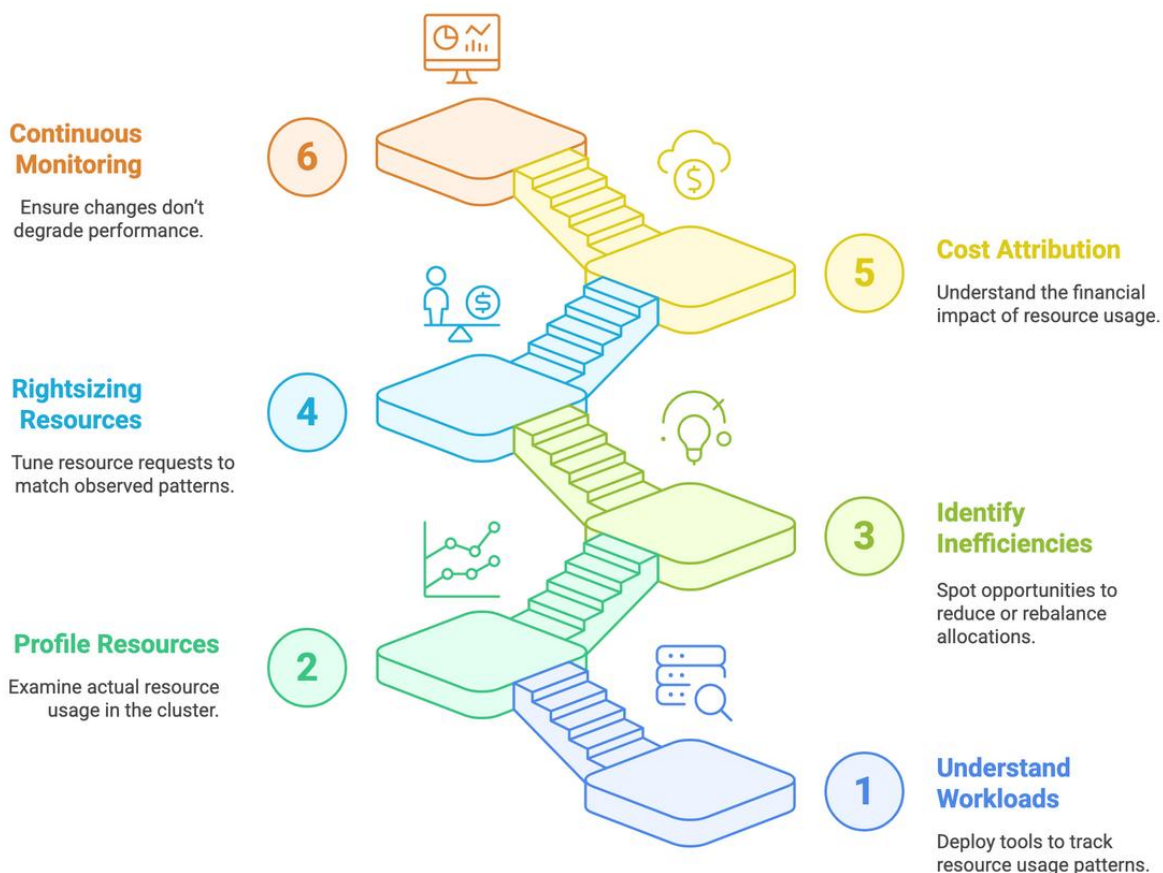 Continuous
Monitoring
6
Ensure changes don't
degrade performance.
5
Cost Attribution
Understand the financial
impact of resource usage.
Rightsizing
Resources
4
Tune resource requests to
match observed patterns.
3
Identify
Inefficiencies
Spot opportunities to
reduce or rebalance
allocations.
Profile Resources
2
Examine actual resource
usage in the cluster.
1
Understand
Workloads
Deploy tools to track
resource usage patterns.
$
$